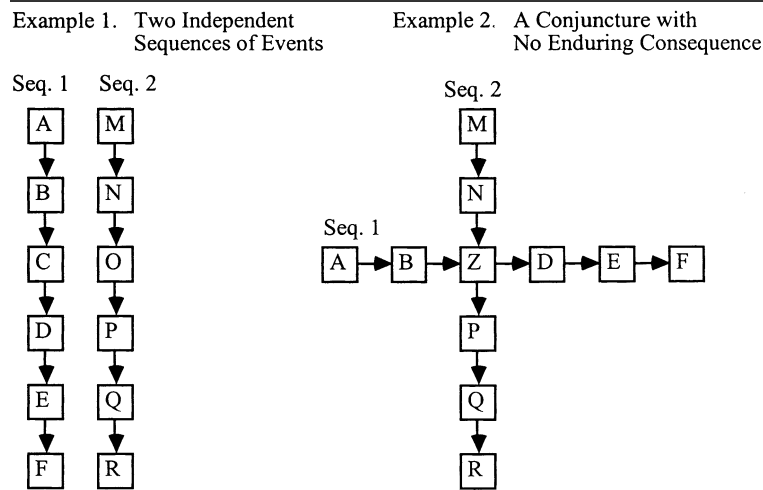 Example 1. Two Independent
Sequences of Events
Seq. 1 Seq. 2
A M
B N
C O
D P
E Q
F R
Example 2. A Conjuncture with
No Enduring Consequence
Seq. 2
M
N
Seq. 1
A B Z D E F
P
Q
R